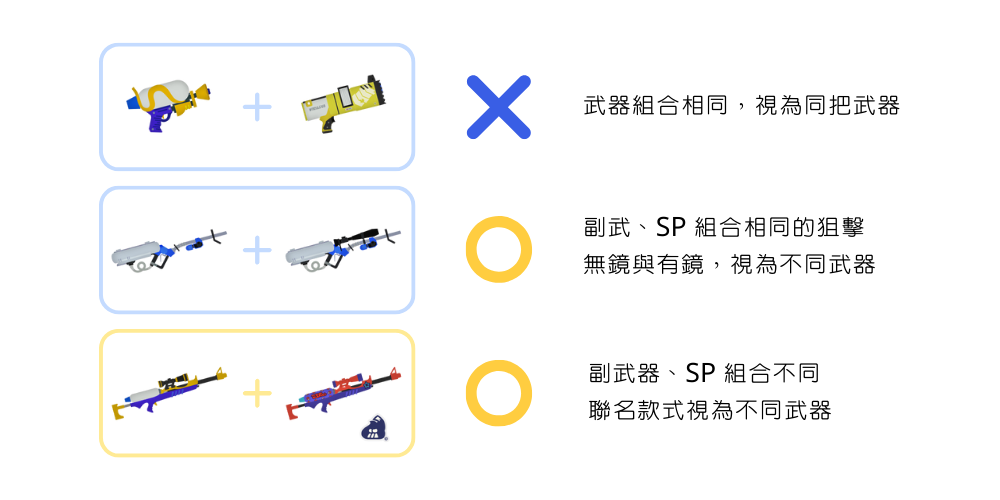 武器組合相同，視為同把武器
副武、SP 組合相同的狙擊
無鏡與有鏡，視為不同武器
副武器、SP 組合不同
聯名款式視為不同武器